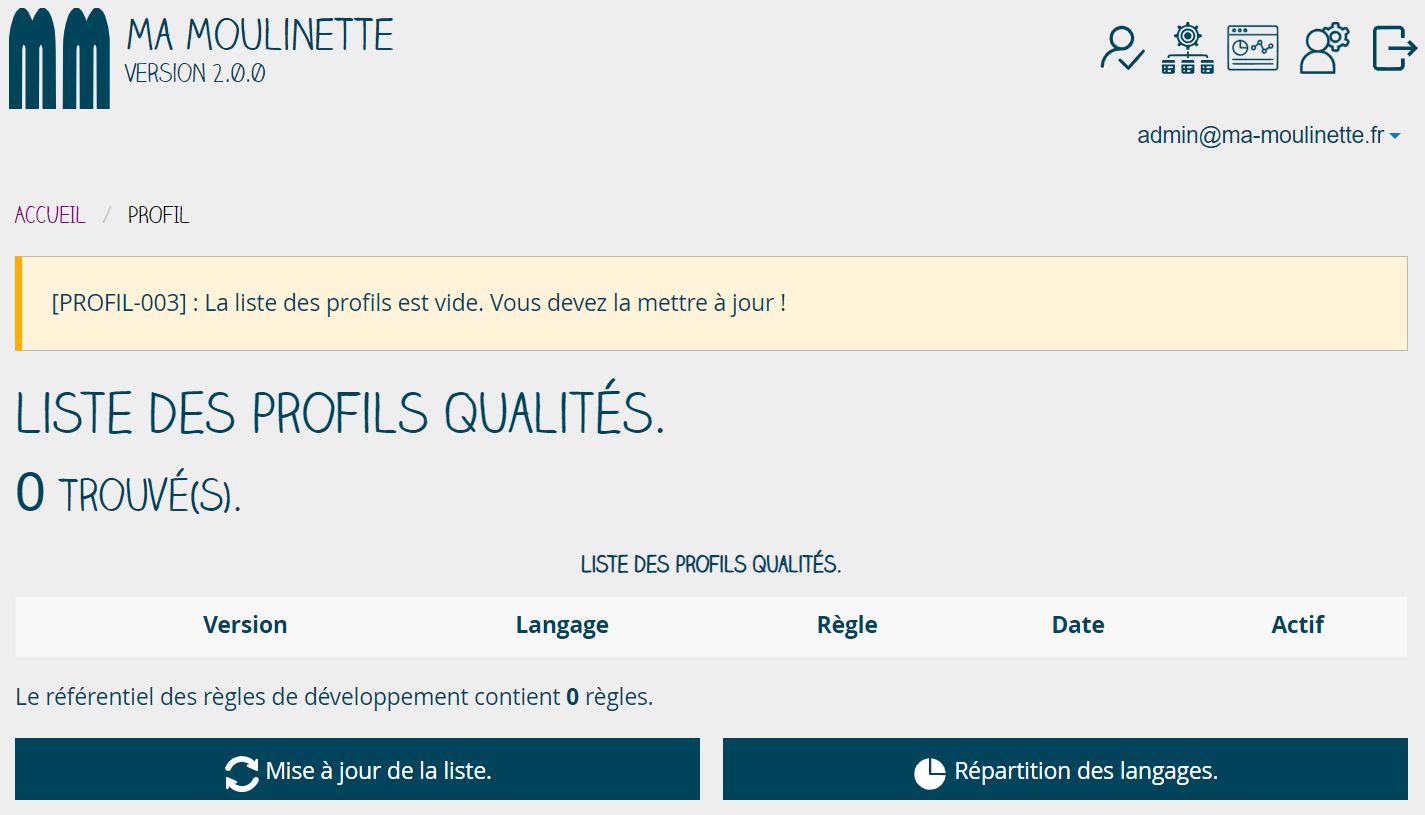 MA MOULINETTE
VERSION 2.0.0
admin@ma-moulinette.fr
ACCUEIL / PROFIL
[PROFIL-003] : La liste des profils est vide. Vous devez la mettre à jour !
LISTE DES PROFILS QUALITÉS.
0 TROUVÉ(S).
LISTE DES PROFILS QUALITÉS.
Version Langage Règle Date Actif
Le référentiel des règles de développement contient 0 règles.
Mise à jour de la liste. Répartition des langages.